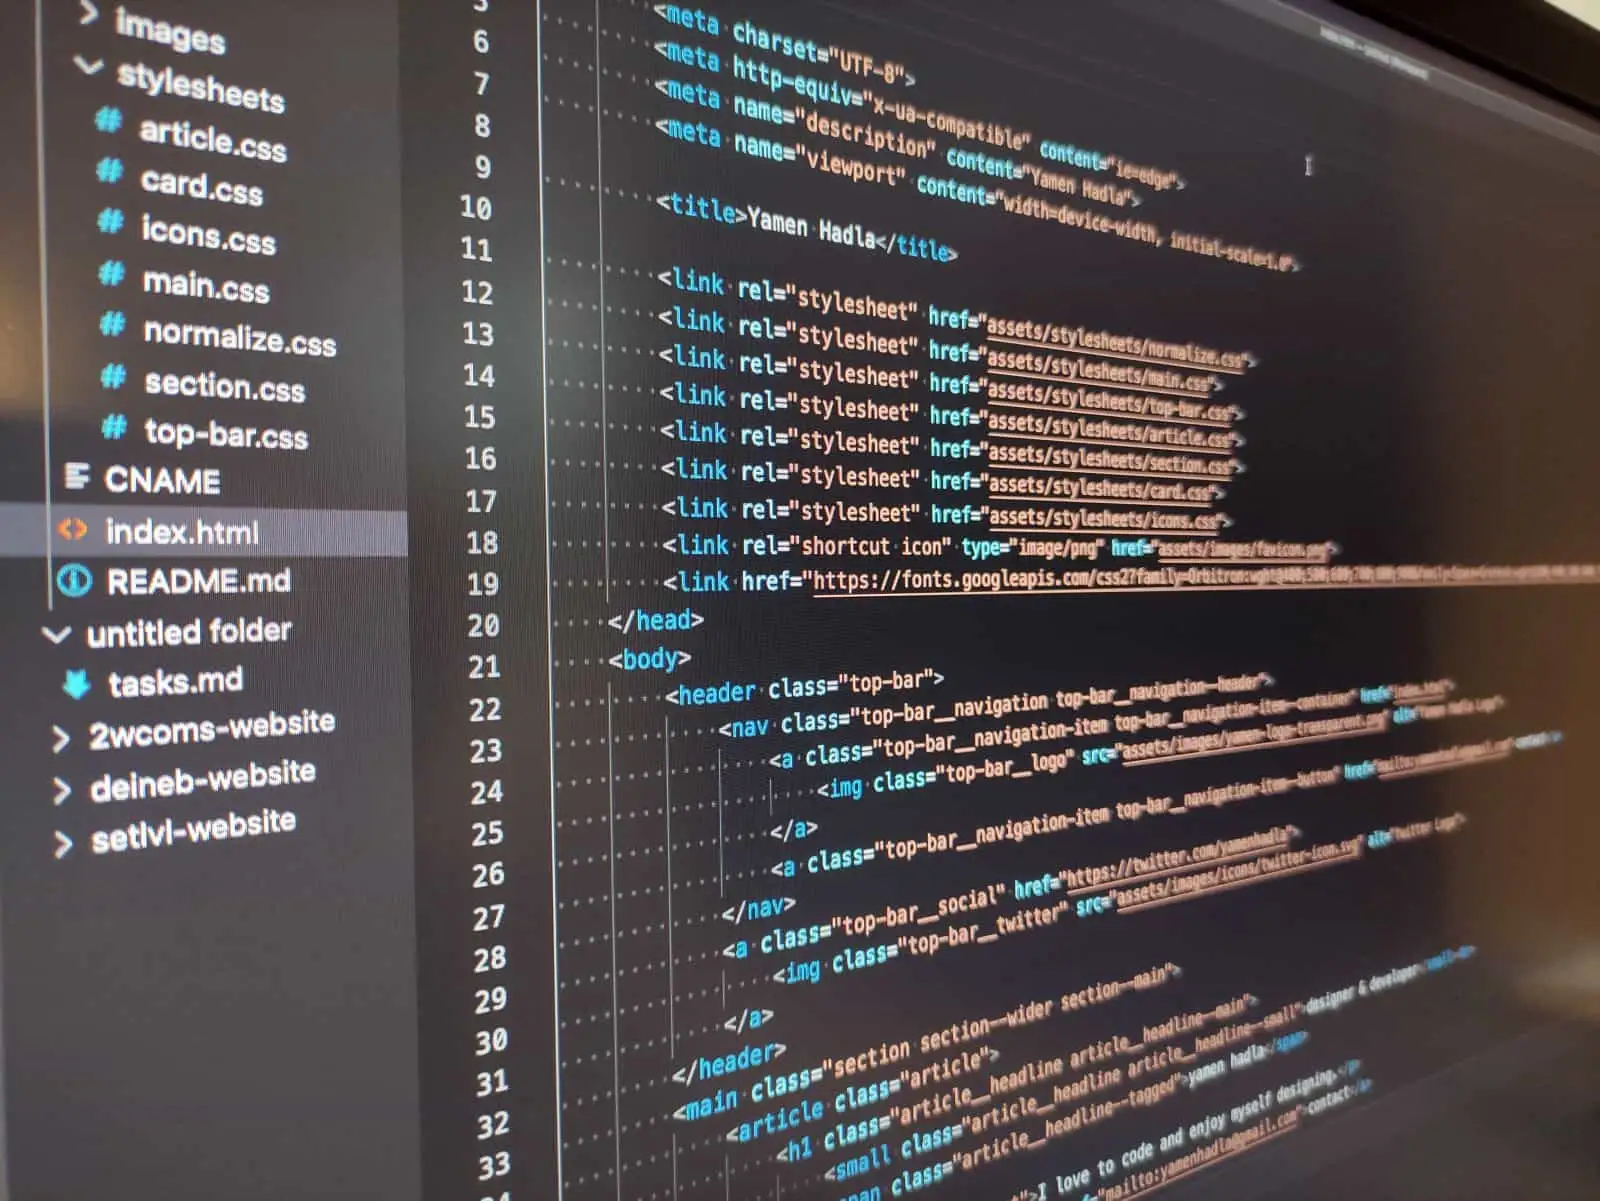 images
stylesheets
# article.css
# card.css
# icons.css
# main.css
# normalize.css
# section.css
# top-bar.css
CNAME
<> index.html
README.md
untitled folder
tasks.md
2wcoms-website
deineb-website
setlvl-website
5
6
7
8
9
10
11
12
13
14
15
16
17
18
19
20
21
22
23
24
25
26
27
28
29
30
31
32
33
<meta charset="UTF-8">
<meta http-equiv="x-ua-compatible" content="ie=edge">
<meta name="description" content="Yamen Hadla">
<meta name="viewport" content="width=device-width, initial-scale=1.0">
<title>Yamen Hadla</title>
<link rel="stylesheet" href="assets/stylesheets/normalize.css">
<link rel="stylesheet" href="assets/stylesheets/main.css">
<link rel="stylesheet" href="assets/stylesheets/top-bar.css">
<link rel="stylesheet" href="assets/stylesheets/article.css">
<link rel="stylesheet" href="assets/stylesheets/section.css">
<link rel="stylesheet" href="assets/stylesheets/card.css">
<link rel="stylesheet" href="assets/stylesheets/icons.css">
<link rel="shortcut icon" type="image/png" href="assets/images/favicon.png">
<link href="https://fonts.googleapis.com/css2?family=Orbitron:wght@400;500;600;
</head>
<body>
<header class="top-bar">
<nav class="top-bar__navigation top-bar__navigation--header">
<a class="top-bar__navigation-item top-bar__navigation-item--container" href="index.html">
<img class="top-bar__logo" src="assets/images/yamen-logo-transparent.png" alt="Yamen Hadla Logo">
</a>
<a class="top-bar__navigation-item top-bar__navigation-item--button" href="mailto:
</nav>
<a class="top-bar__social" href="https://twitter.com/yamenhadla">
<img class="top-bar__twitter" src="assets/images/icons/twitter-icon.svg" alt="Twitter Logo">
</a>
</header>
<main class="section section--wider section--main">
<article class="article">
<h1 class="article__headline article__headline--main">
<small class="article__headline article__headline--small">designer & developer</small>
span class="article__headline--tagged">yamen hadla</span>
">I love to code and enjoy myself designing.</p>
"mailto:yamenhadla@gmail.com">contact</a>